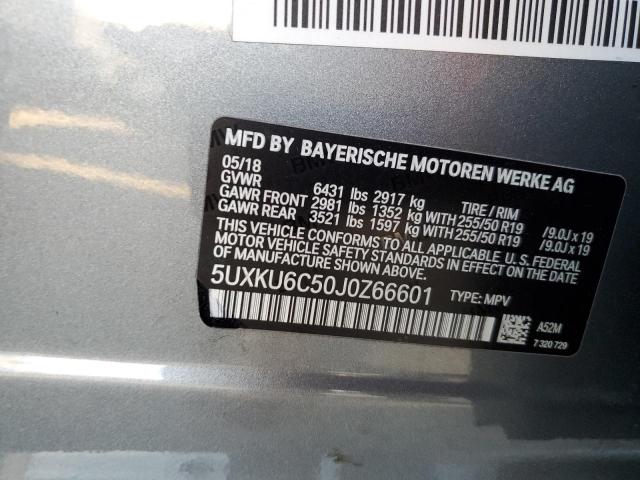 MFD BY BAYERISCHE MOTOREN WERKE AG
05/18
GVWR 6431 lbs 2917 kg TIRE/RIM
GAWR FRONT 2981 lbs 1352 kg WITH 255/50 R19 /9.0J x 19
GAWR REAR 3521 lbs 1597 kg WITH 255/50 R19 /9.0J x 19
THIS VEHICLE CONFORMS TO ALL APPLICABLE U.S. FEDERAL
MOTOR VEHICLE SAFETY STANDARDS IN EFFECT ON THE DATE
OF MANUFACTURE SHOWN ABOVE.
5UXKU6C50J0Z66601 TYPE: MPV
A52M
7 320 729